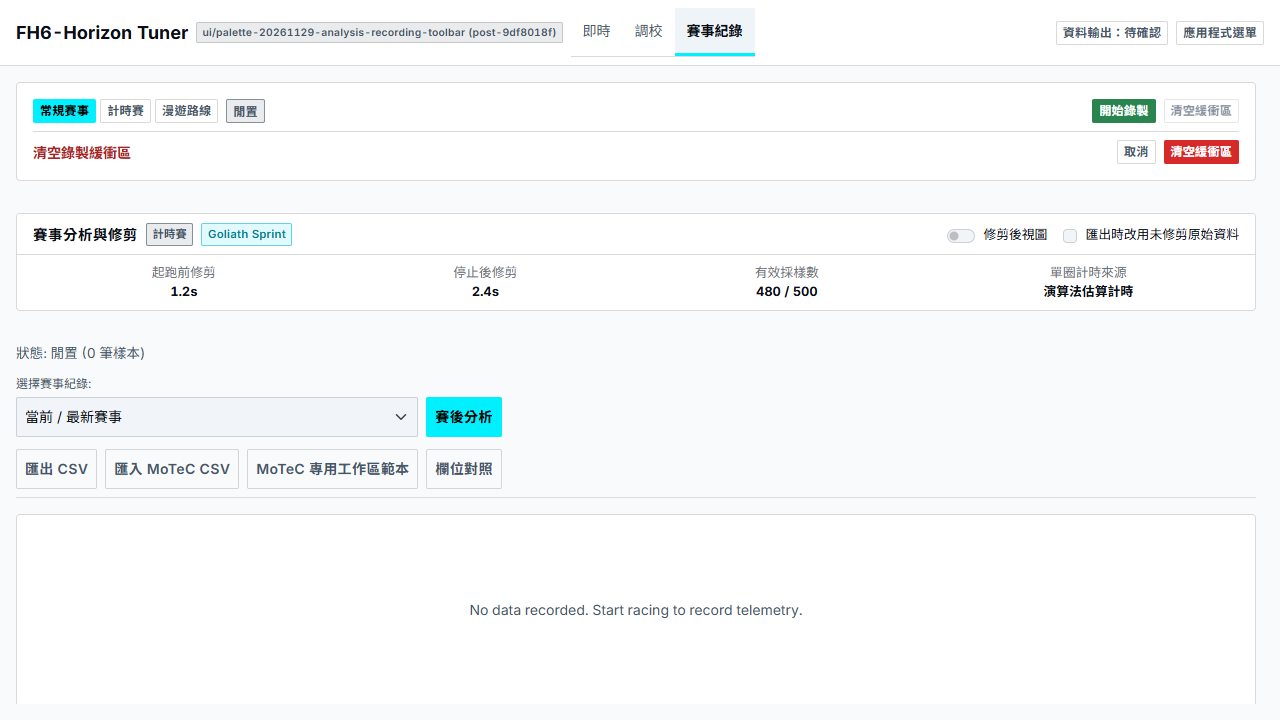 FH6-Horizon Tuner
ui/palette-20261129-analysis-recording-toolbar (post-9df8018f)
即時
調校
賽事紀錄
資料輸出：待確認
應用程式選單
常規賽事
計時賽
漫遊路線
閒置
開始錄製
清空緩衝區
清空錄製緩衝區
取消
清空緩衝區
賽事分析與修剪
計時賽
Goliath Sprint
修剪後視圖
匯出時改用未修剪原始資料
起跑前修剪
1.2s
停止後修剪
2.4s
有效採樣數
480 / 500
單圈計時來源
演算法估算計時
狀態: 閒置 (0 筆樣本)
選擇賽事紀錄:
當前 / 最新賽事
賽後分析
匯出 CSV
匯入 MoTeC CSV
MoTeC 專用工作區範本
欄位對照
No data recorded. Start racing to record telemetry.